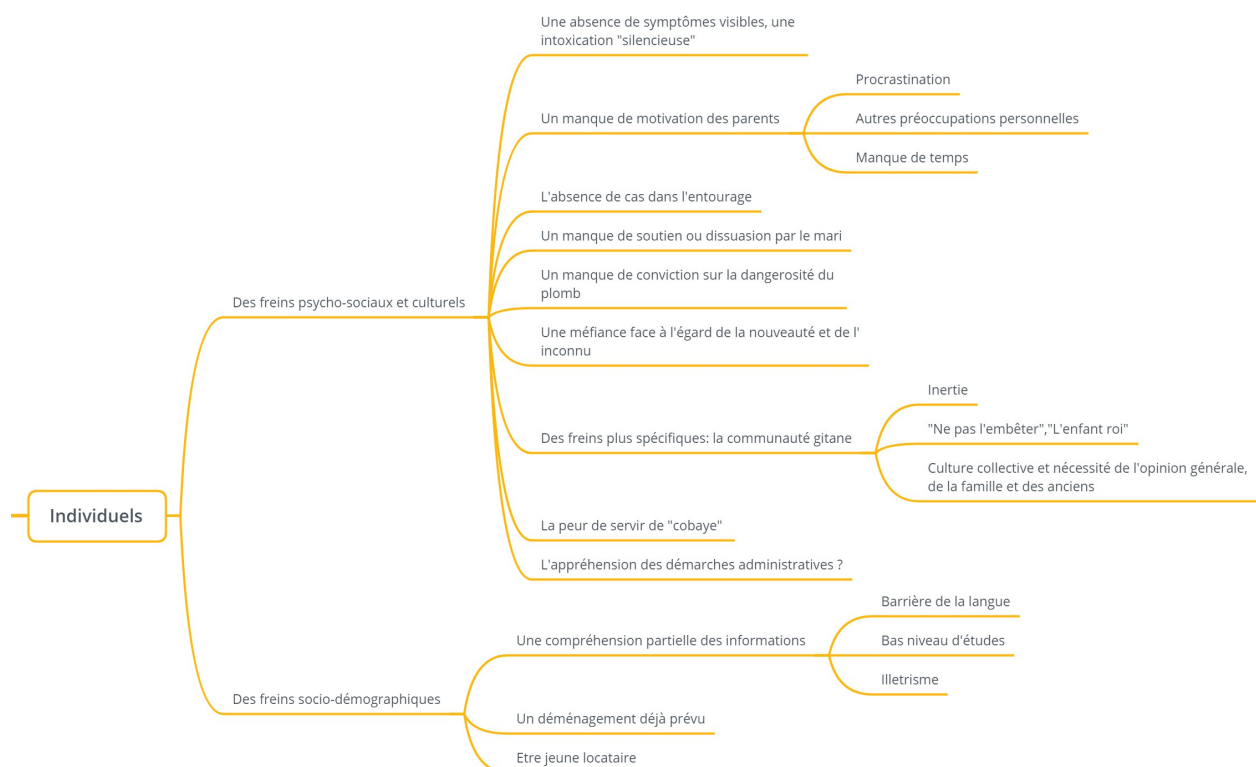 Une absence de symptômes visibles, une
intoxication "silencieuse"
Procrastination
Un manque de motivation des parents
Autres préoccupations personnelles
Manque de temps
L'absence de cas dans l'entourage
Un manque de soutien ou dissuasion par le mari
Un manque de conviction sur la dangerosité du
plomb
Des freins psycho-sociaux et culturels
Une méfiance face à l'égard de la nouveauté et de l'
inconnu
Inertie
"Ne pas l'embêter","L'enfant roi"
Des freins plus spécifiques: la communauté gitane
Culture collective et nécessité de l'opinion générale,
de la famille et des anciens
Individuels
La peur de servir de "cobaye"
L'appréhension des démarches administratives ?
Barrière de la langue
Une compréhension partielle des informations
Bas niveau d'études
Illetrisme
Des freins socio-démographiques
Un déménagement déjà prévu
Etre jeune locataire